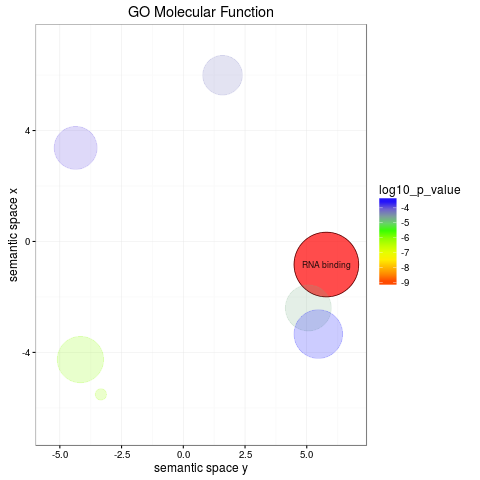 GO Molecular Function
semantic space x
4
0
-4
RNA binding
-5.0 -2.5 0.0 2.5 5.0
semantic space y
log10_p_value
-4
-5
-6
-7
-8
-9